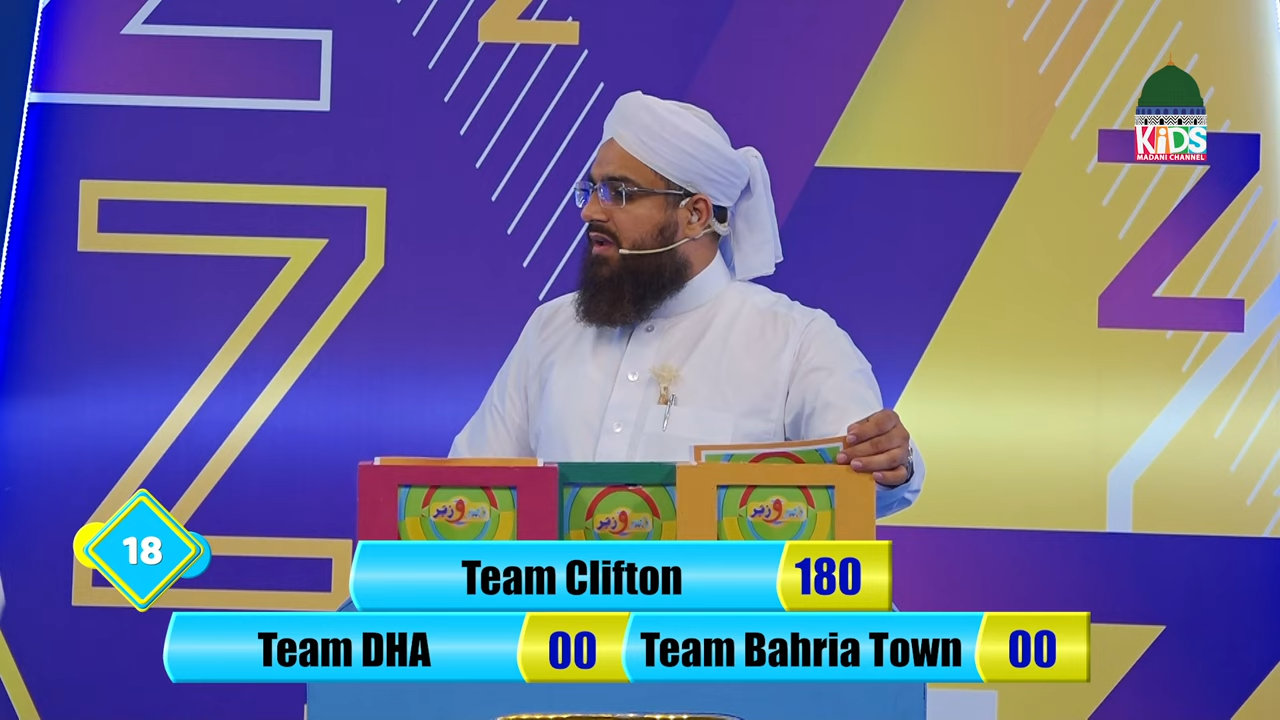 KiDS
MADANI CHANNEL
18
Team Clifton 180
Team DHA 00 Team Bahria Town 00